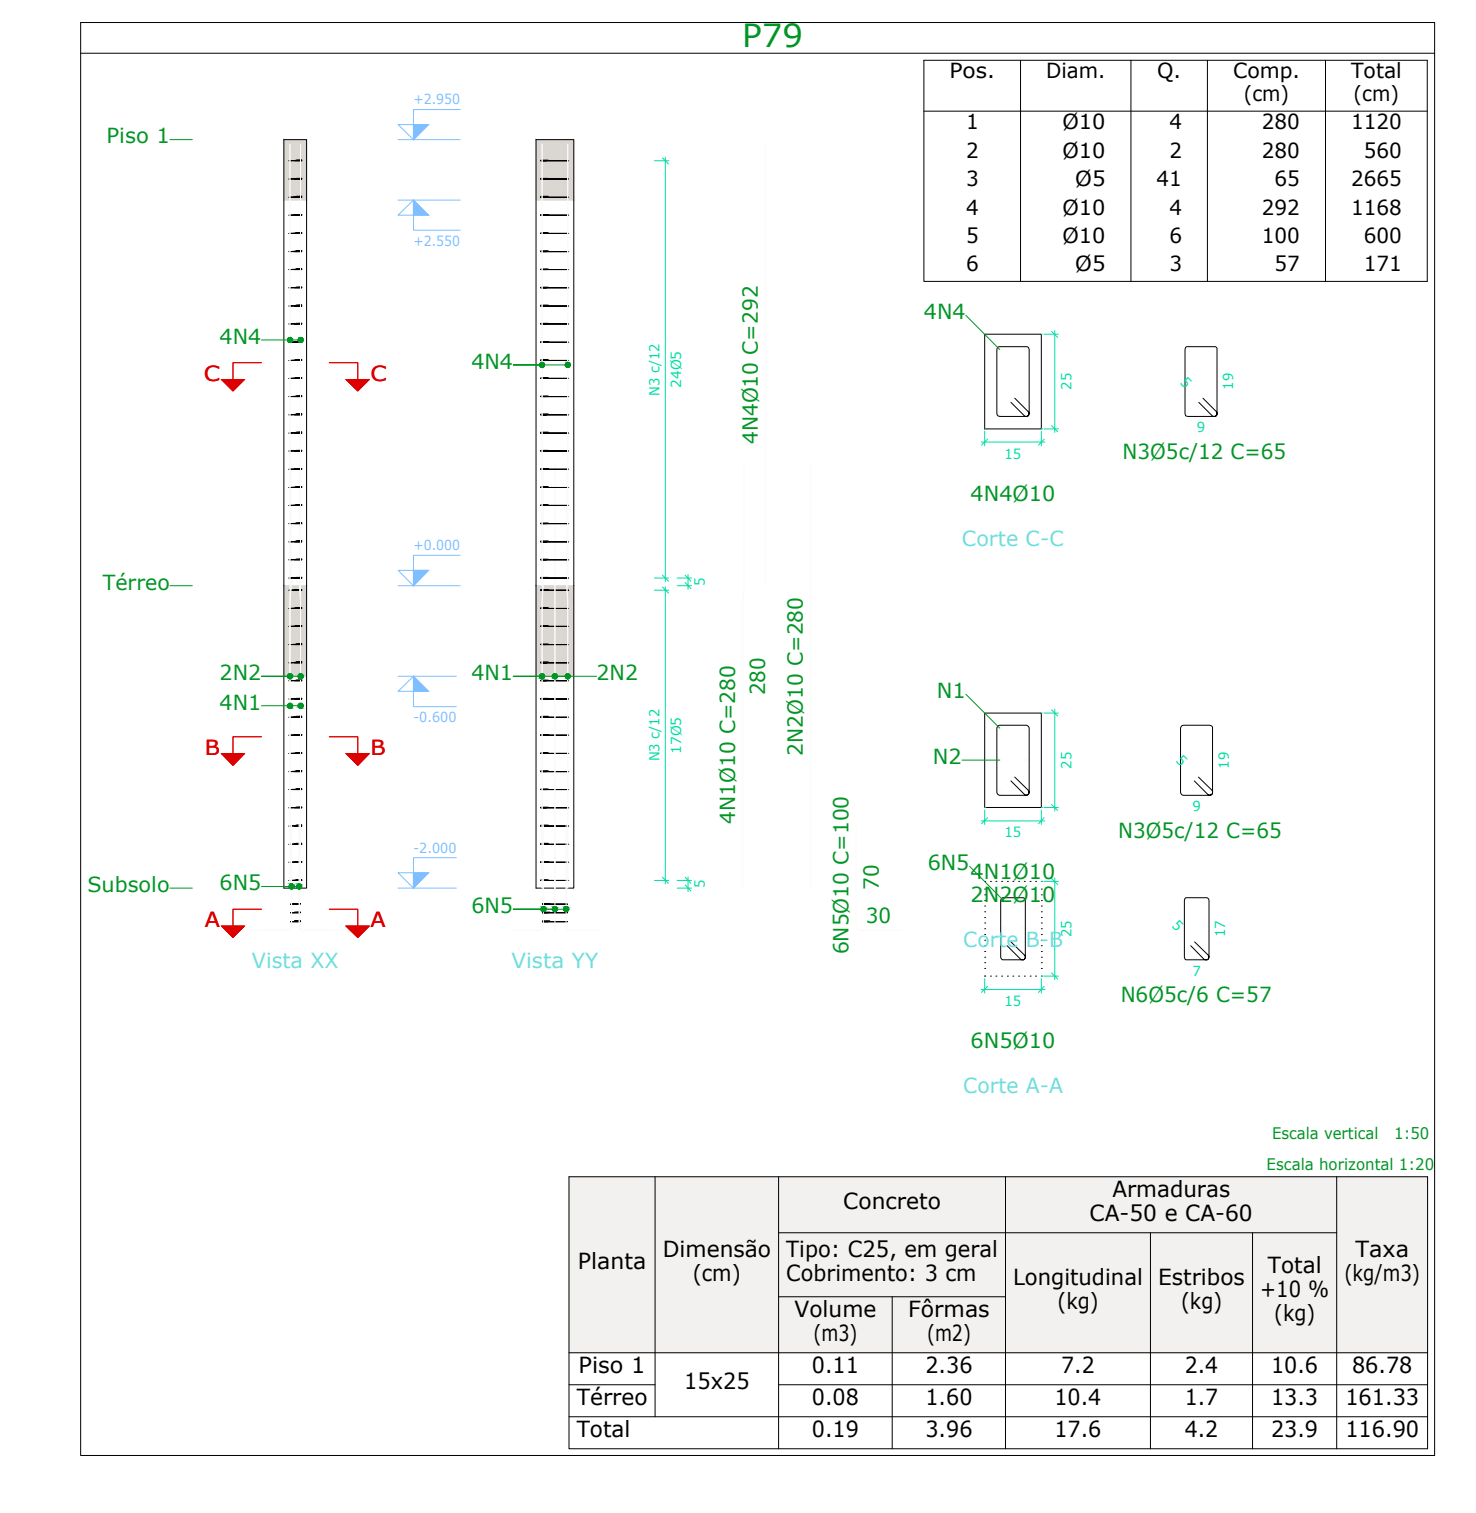 P79
Pos. Diam. Q. Comp. (cm) Total (cm)
1 Ø10 4 280 1120
2 Ø10 2 280 560
3 Ø5 41 65 2665
4 Ø10 4 292 1168
5 Ø10 6 100 600
6 Ø5 3 57 171
+2.950
Piso 1
+2.550
4N4
C C
4N4
N3 c/12
24Ø5
4N4Ø10 C=292
+0.000
Térreo
5
2N2
4N1
4N1
2N2
-0.600
B B
N3 c/12
17Ø5
4N1Ø10 C=280
280
2N2Ø10 C=280
-2.000
Subsolo
6N5
5
6N5
A A
6N5Ø10 C=100
70
30
Vista XX
Vista YY
4N4
25
15
5
19
9
N3Ø5c/12 C=65
4N4Ø10
Corte C-C
N1
N2
25
15
5
19
9
N3Ø5c/12 C=65
4N1Ø10
2N2Ø10
Corte B-B
6N5
25
15
5
17
7
N6Ø5c/6 C=57
6N5Ø10
Corte A-A
Escala vertical 1:50
Escala horizontal 1:20
Planta
Dimensão
(cm)
Concreto
Tipo: C25, em geral
Cobrimento: 3 cm
Volume
(m3)
Fôrmas
(m2)
Armaduras
CA-50 e CA-60
Longitudinal
(kg)
Estribos
(kg)
Total
+10 %
(kg)
Taxa
(kg/m3)
Piso 1 15x25 0.11 2.36 7.2 2.4 10.6 86.78
Térreo 0.08 1.60 10.4 1.7 13.3 161.33
Total 0.19 3.96 17.6 4.2 23.9 116.90